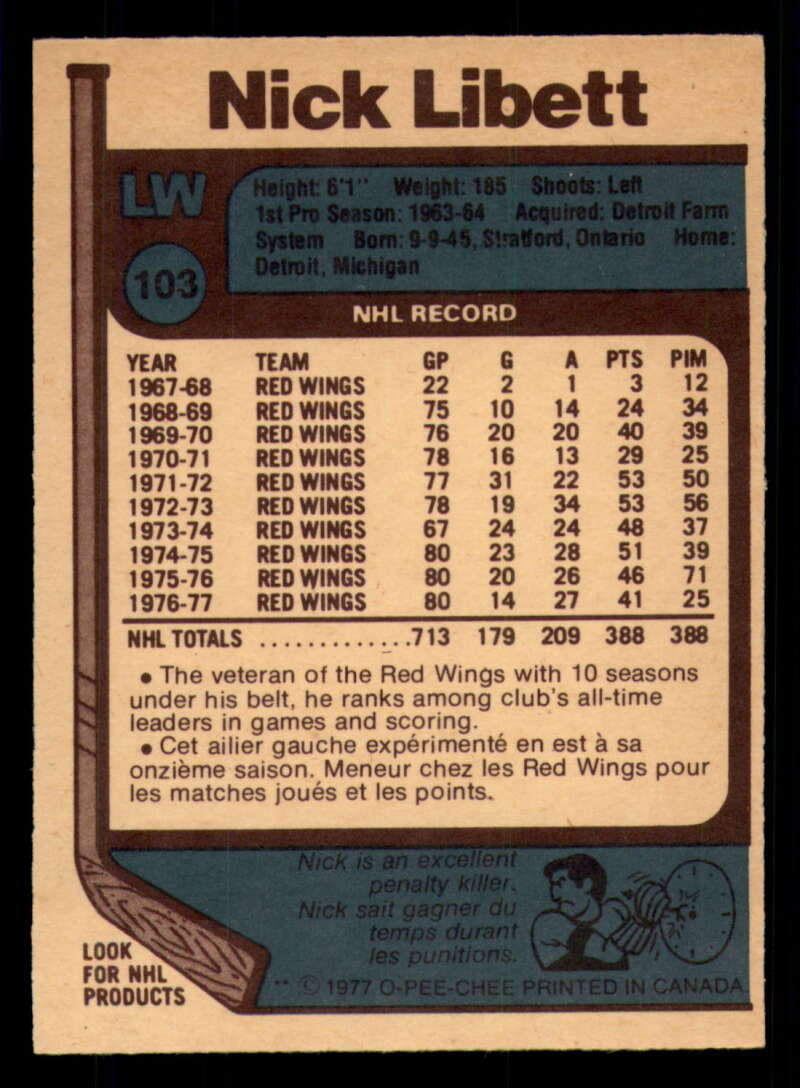 Nick Libett
LW
Height: 6'1" Weight: 185 Shoots: Left
1st Pro Season: 1963-64 Acquired: Detroit Farm
System Born: 9-9-45, Stratford, Ontario Home:
Detroit, Michigan
103
NHL RECORD
YEAR TEAM GP G A PTS PIM
1967-68 RED WINGS 22 2 1 3 12
1968-69 RED WINGS 75 10 14 24 34
1969-70 RED WINGS 76 20 20 40 39
1970-71 RED WINGS 78 16 13 29 25
1971-72 RED WINGS 77 31 22 53 50
1972-73 RED WINGS 78 19 34 53 56
1973-74 RED WINGS 67 24 24 48 37
1974-75 RED WINGS 80 23 28 51 39
1975-76 RED WINGS 80 20 26 46 71
1976-77 RED WINGS 80 14 27 41 25
NHL TOTALS .............. 713 179 209 388 388
• The veteran of the Red Wings with 10 seasons
under his belt, he ranks among club's all-time
leaders in games and scoring.
• Cet ailier gauche expérimenté en est à sa
onzième saison. Meneur chez les Red Wings pour
les matches joués et les points.
Nick is an excellent
penalty killer.
Nick sait gagner du
temps durant
les punitions.
LOOK
FOR NHL
PRODUCTS
** © 1977 O-PEE-CHEE PRINTED IN CANADA